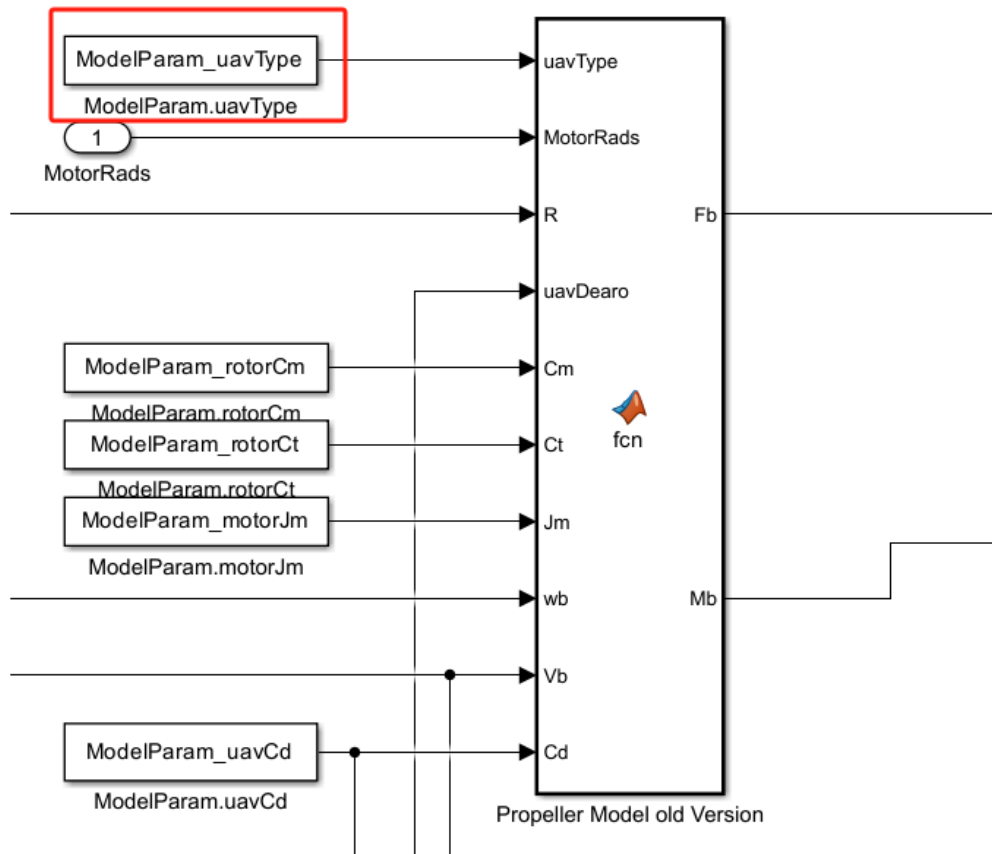 ModelParam_uavType
uavType
ModelParam.uavType
1
MotorRads
MotorRads
R
Fb
uavDearo
ModelParam_rotorCm
Cm
ModelParam.rotorCm
ModelParam_rotorCt
Ct
fcn
ModelParam.rotorCt
ModelParam_motorJm
Jm
ModelParam.motorJm
wb
Mb
Vb
ModelParam_uavCd
Cd
ModelParam.uavCd
Propeller Model old Version